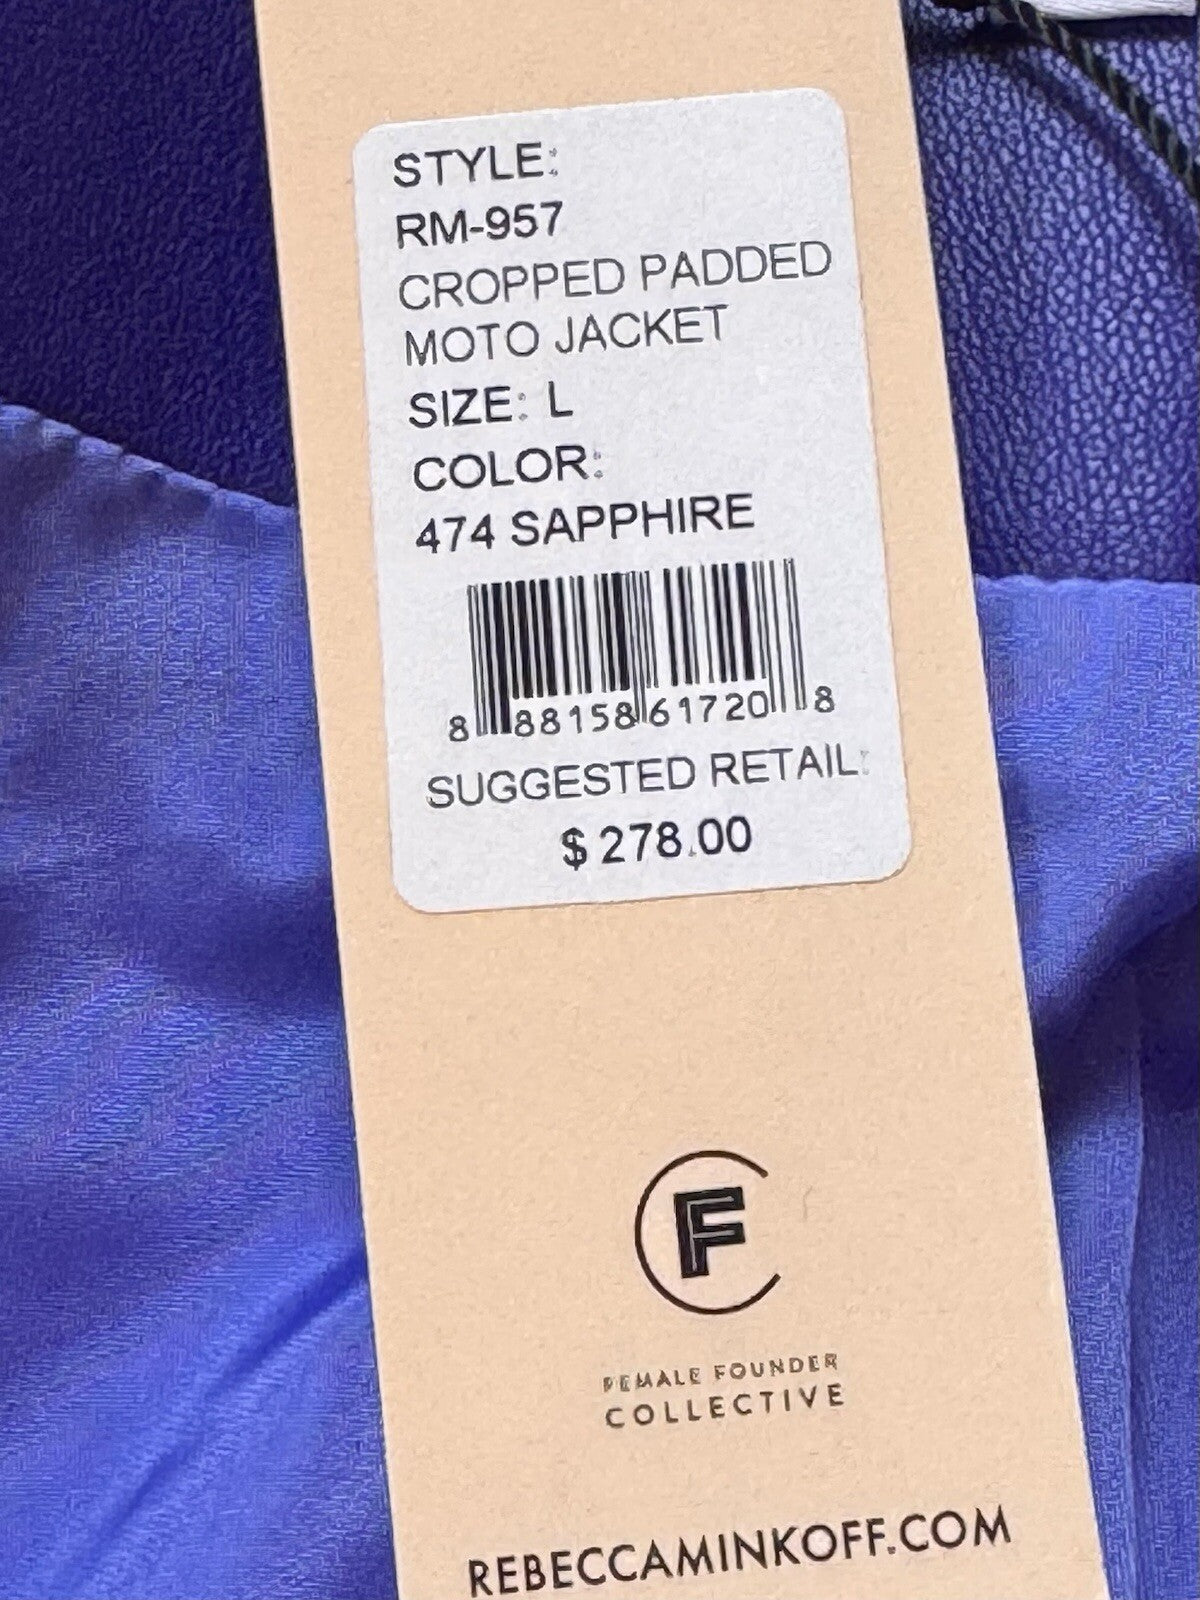 STYLE:
RM-957
CROPPED PADDED
MOTO JACKET
SIZE: L
COLOR:
474 SAPPHIRE
8 88158 61720 8
SUGGESTED RETAIL:
$ 278.00
F
FEMALE FOUNDER
COLLECTIVE
REBECCAMINKOFF.COM